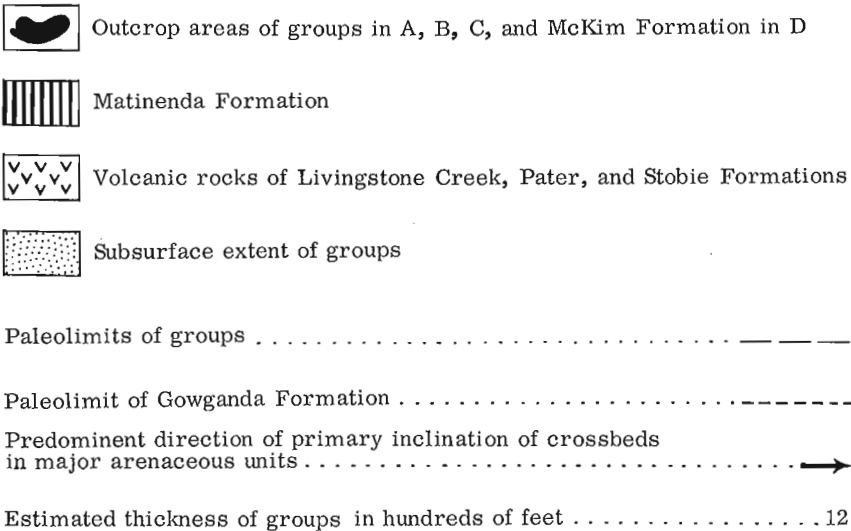 Outcrop areas of groups in A, B, C, and McKim Formation in D
Matinenda Formation
Volcanic rocks of Livingstone Creek, Pater, and Stobie Formations
Subsurface extent of groups
Paleolimits of groups
Paleolimit of Gowganda Formation
Predominent direction of primary inclination of crossbeds
in major arenaceous units
Estimated thickness of groups in hundreds of feet . . . . . . . . . . . . . . . . . 12